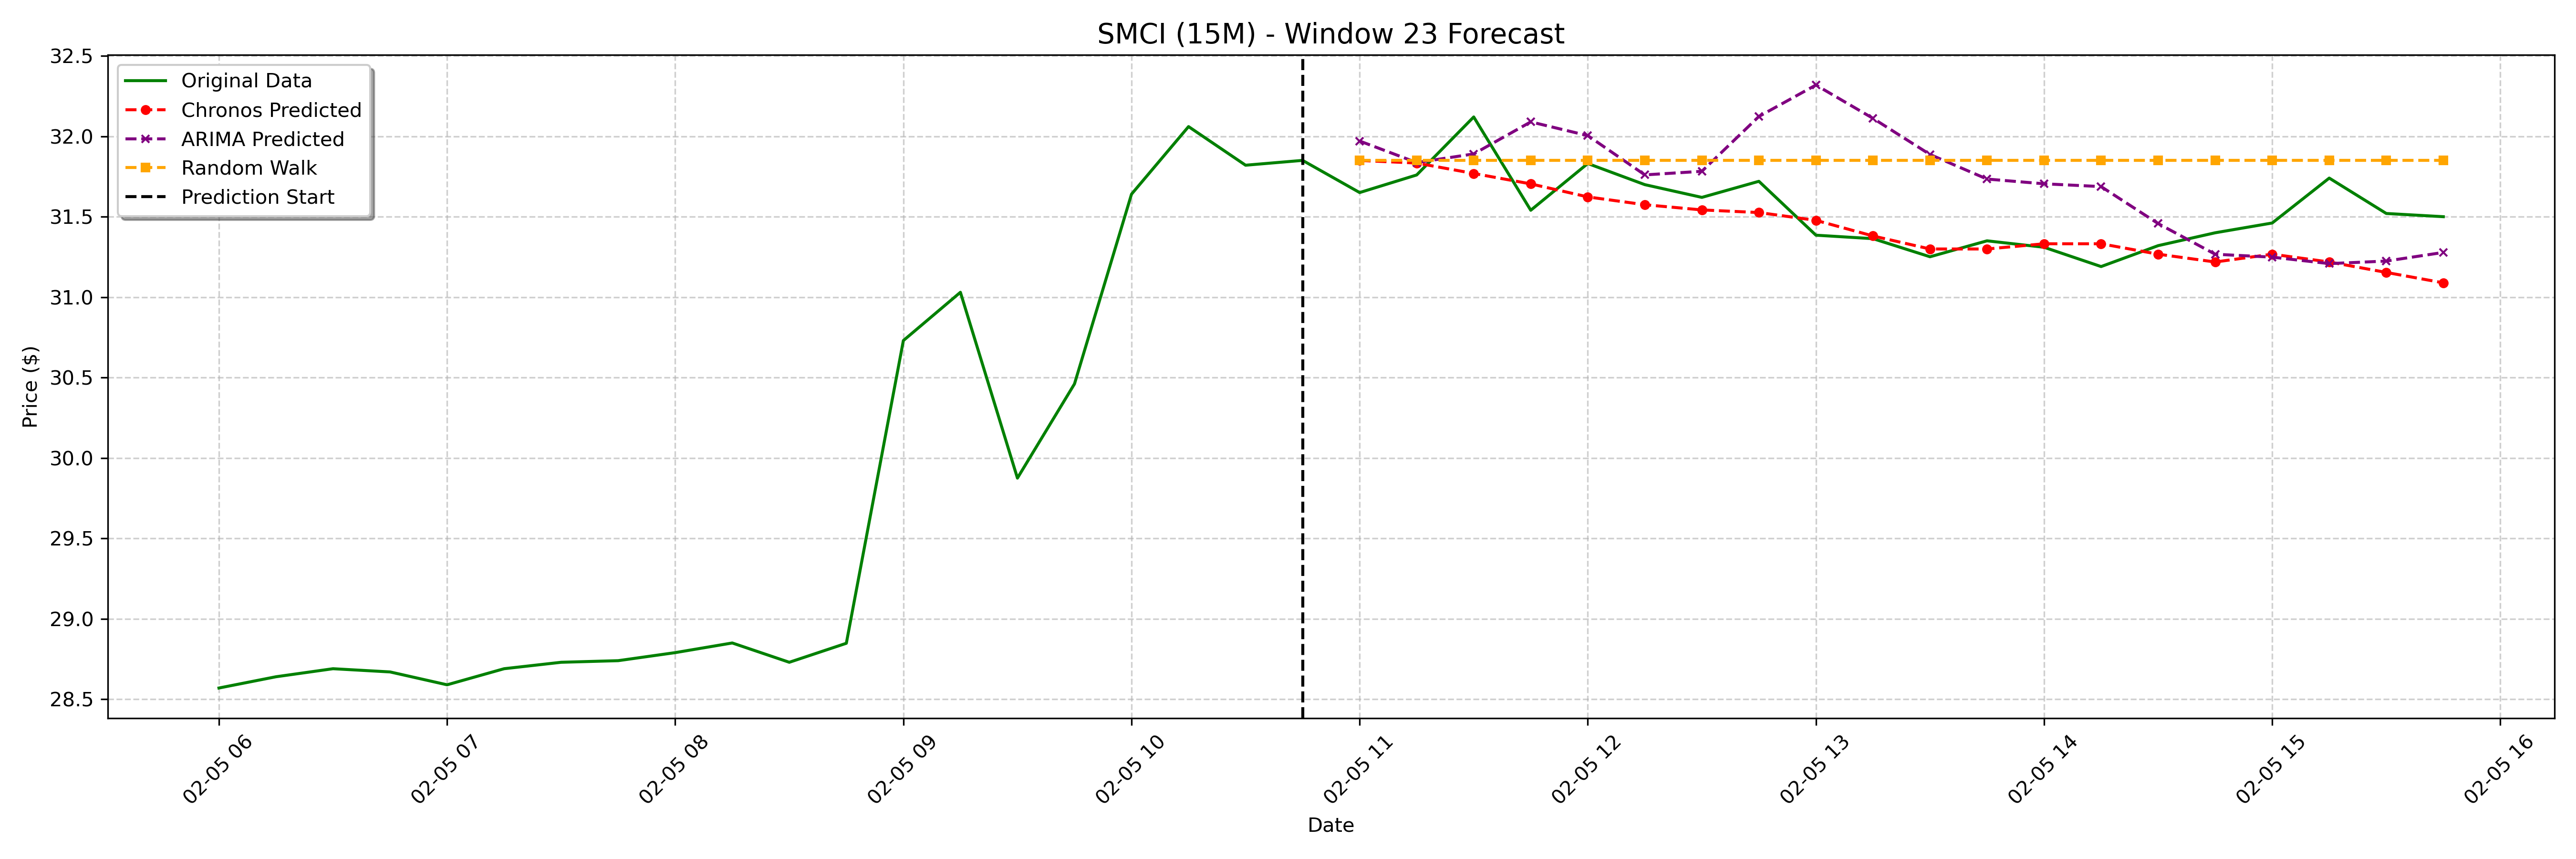 SMCI (15M) - Window 23 Forecast
Original Data
Chronos Predicted
ARIMA Predicted
Random Walk
Prediction Start
Price ($)
32.5
32.0
31.5
31.0
30.5
30.0
29.5
29.0
28.5
02-05 06
02-05 07
02-05 08
02-05 09
02-05 10
02-05 11
02-05 12
02-05 13
02-05 14
02-05 15
02-05 16
Date